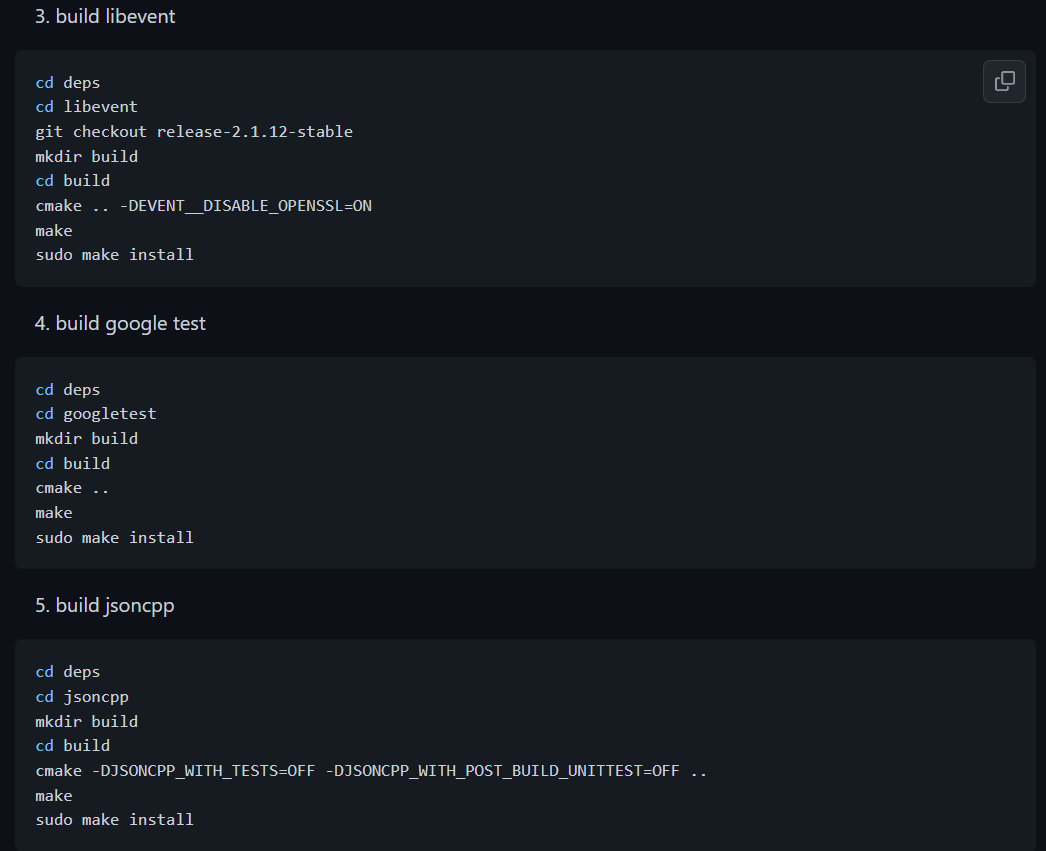 3. build libevent
cd deps
cd libevent
git checkout release-2.1.12-stable
mkdir build
cd build
cmake .. -DEVENT__DISABLE_OPENSSL=ON
make
sudo make install
4. build google test
cd deps
cd googletest
mkdir build
cd build
cmake ..
make
sudo make install
5. build jsoncpp
cd deps
cd jsoncpp
mkdir build
cd build
cmake -DJSONCPP_WITH_TESTS=OFF -DJSONCPP_WITH_POST_BUILD_UNITTEST=OFF ..
make
sudo make install